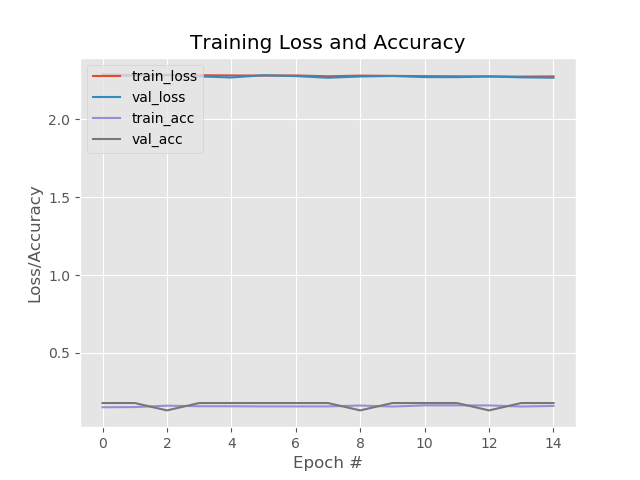 Training Loss and Accuracy
train_loss
val_loss
train_acc
val_acc
2.0
1.5
1.0
0.5
Loss/Accuracy
0 2 4 6 8 10 12 14
Epoch #